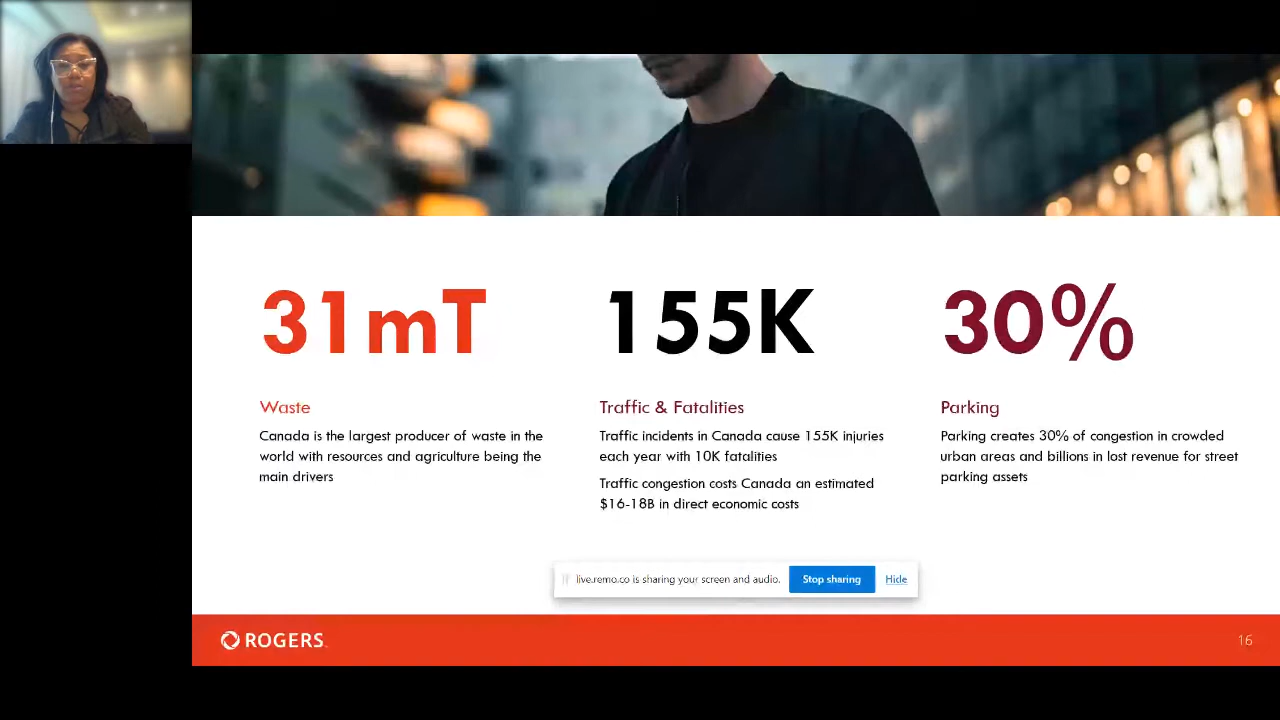 31mT
155K
30%
Waste
Canada is the largest producer of waste in the
world with resources and agriculture being the
main drivers
Traffic & Fatalities
Traffic incidents in Canada cause 155K injuries
each year with 10K fatalities
Traffic congestion costs Canada an estimated
$16-18B in direct economic costs
Parking
Parking creates 30% of congestion in crowded
urban areas and billions in lost revenue for street
parking assets
live.remo.co is sharing your screen and audio.
Stop sharing
Hide
ROGERS
16